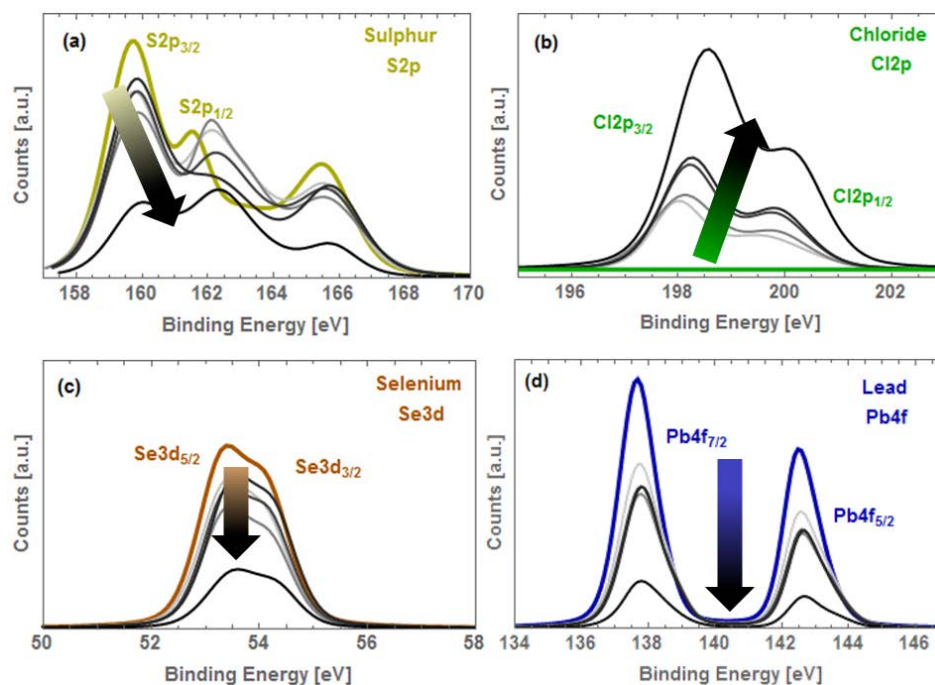 (a)
S2p3/2
Sulphur
S2p
S2p1/2
Counts [a.u.]
158 160 162 164 166 168 170
Binding Energy [eV]
(b)
Chloride
Cl2p
Cl2p3/2
Cl2p1/2
Counts [a.u.]
196 198 200 202
Binding Energy [eV]
(c)
Selenium
Se3d
Se3d5/2
Se3d3/2
Counts [a.u.]
50 52 54 56 58
Binding Energy [eV]
(d)
Lead
Pb4f
Pb4f7/2
Pb4f5/2
Counts [a.u.]
134 136 138 140 142 144 146
Binding Energy [eV]